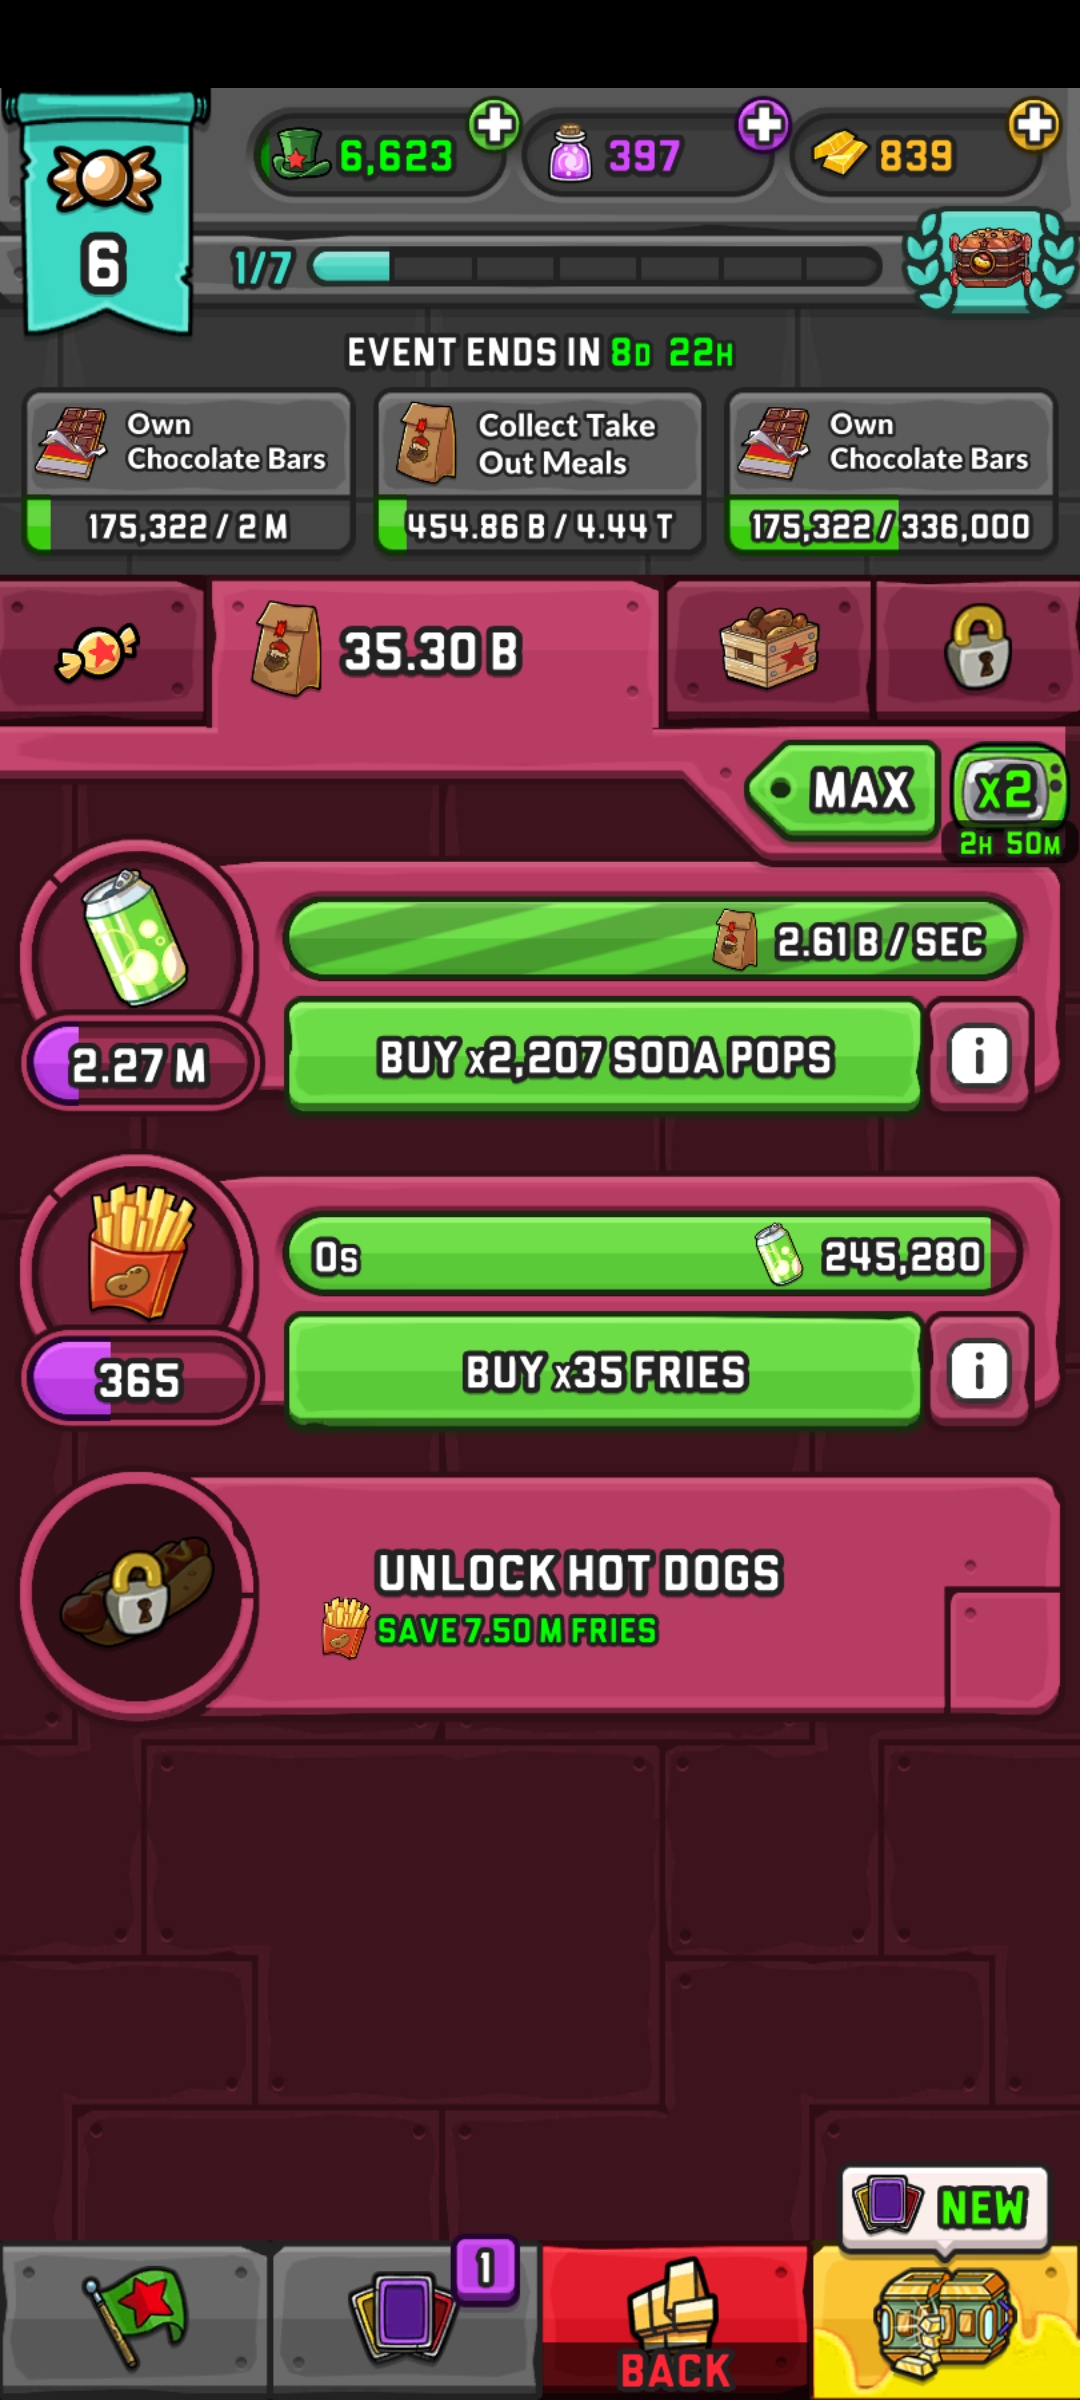 6,623
397
839
6
1/7
EVENT ENDS IN 8D 22H
Own
Chocolate Bars
175,322 / 2 M
Collect Take
Out Meals
454.86 B / 4.44 T
Own
Chocolate Bars
175,322 / 336,000
35.30 B
MAX
x2
2H 50M
2.61 B / SEC
2.27 M
BUY x2,207 SODA POPS
i
0s
245,280
365
BUY x35 FRIES
i
UNLOCK HOT DOGS
SAVE 7.50 M FRIES
NEW
1
BACK